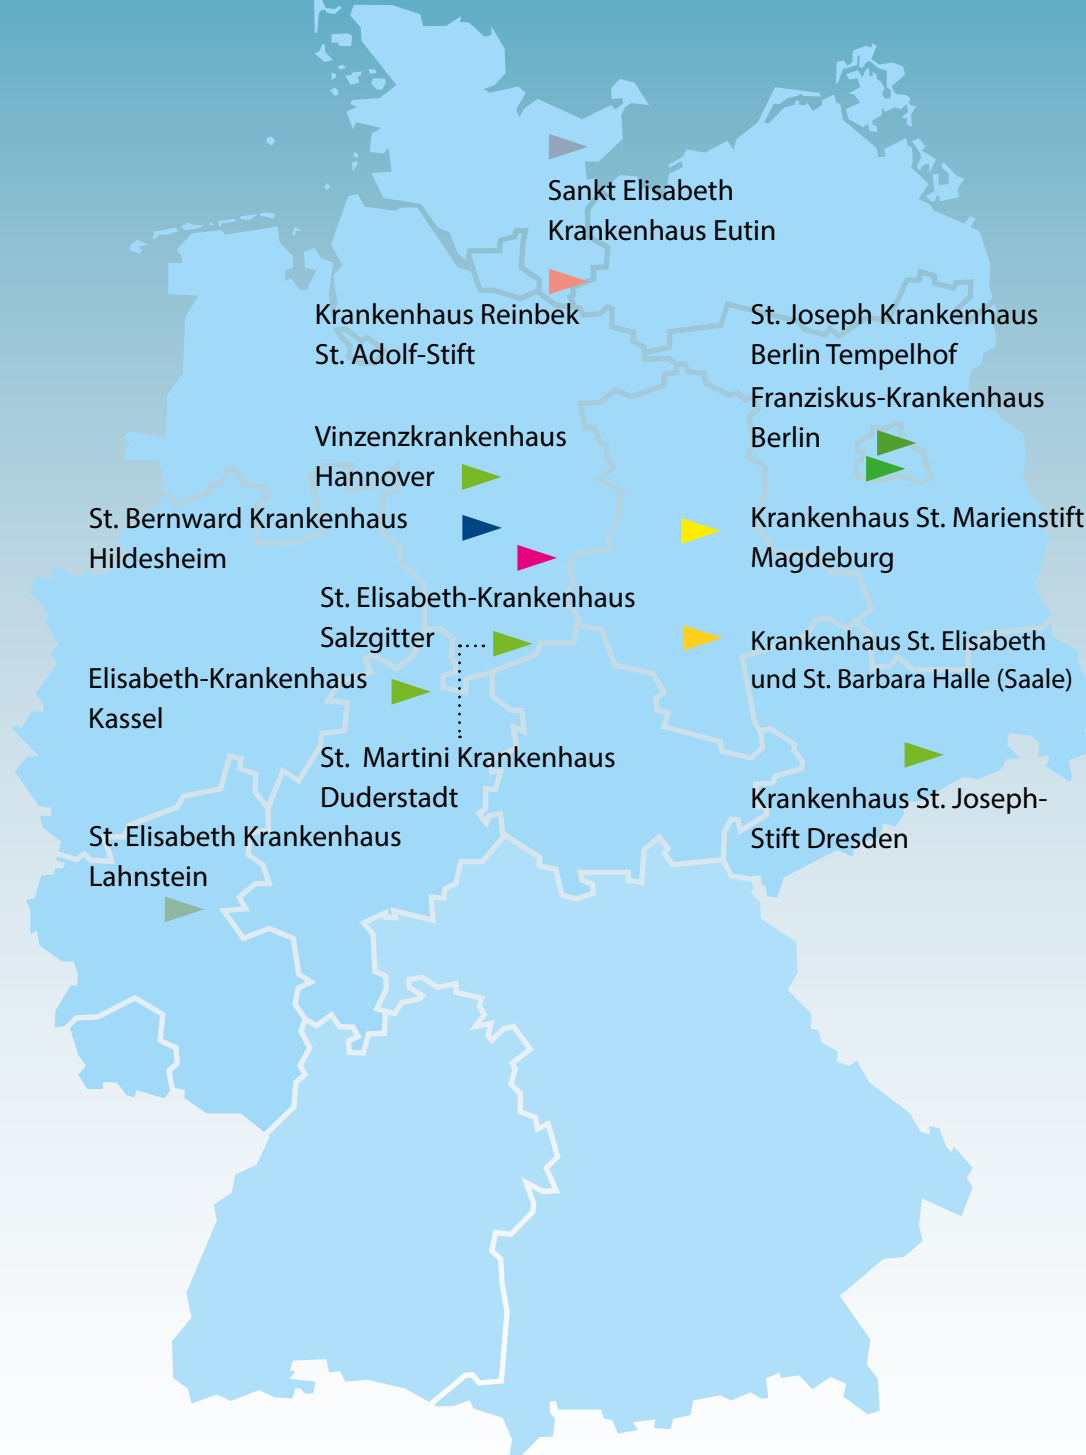 Sankt Elisabeth
Krankenhaus Eutin
Krankenhaus Reinbek
St. Adolf-Stift
St. Joseph Krankenhaus
Berlin Tempelhof
Franziskus-Krankenhaus
Berlin
Vinzenzkrankenhaus
Hannover
St. Bernward Krankenhaus
Hildesheim
Krankenhaus St. Marienstift
Magdeburg
St. Elisabeth-Krankenhaus
Salzgitter
Krankenhaus St. Elisabeth
und St. Barbara Halle (Saale)
Elisabeth-Krankenhaus
Kassel
St. Martini Krankenhaus
Duderstadt
Krankenhaus St. Joseph-
Stift Dresden
St. Elisabeth Krankenhaus
Lahnstein